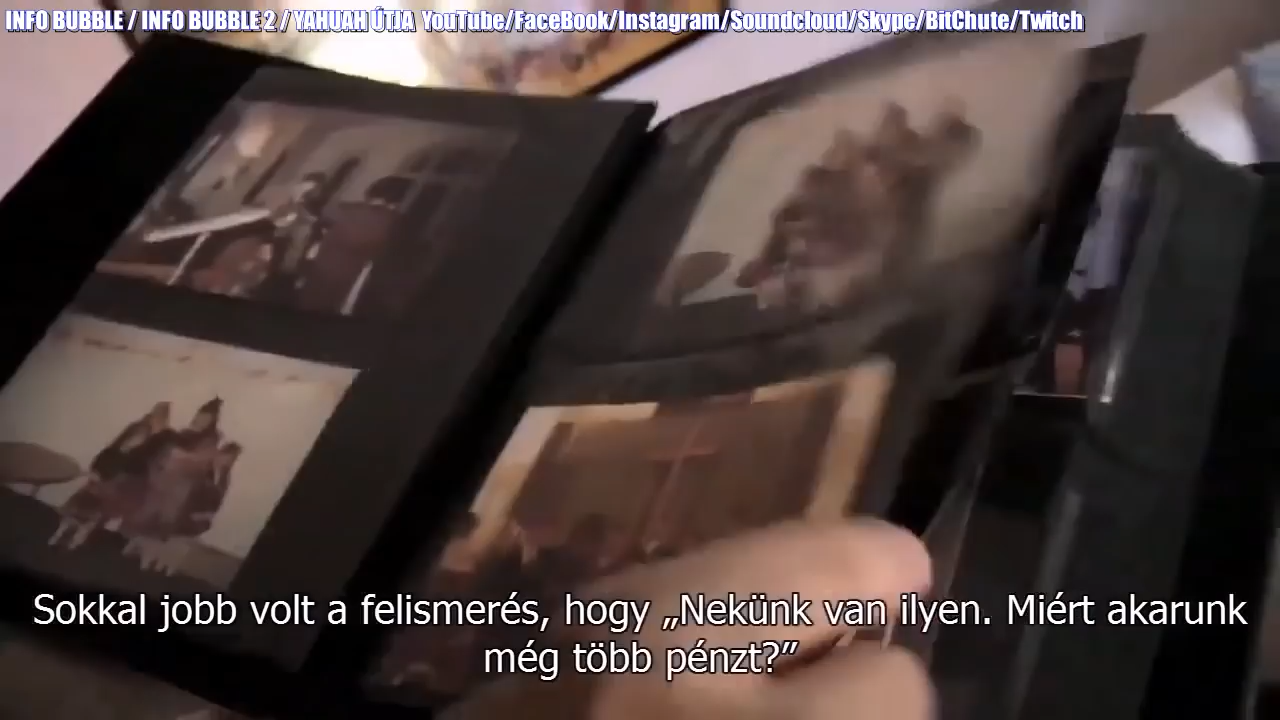 INFO BUBBLE / INFO BUBBLE 2 / YAHUAH ÚTJA YouTube/FaceBook/Instagram/Soundcloud/Skype/BitChute/Twitch
Sokkal jobb volt a felismerés, hogy „Nekünk van ilyen. Miért akarunk
még több pénzt?”